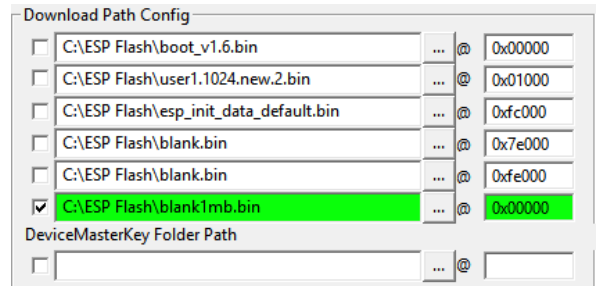 Download Path Config
C:\ESP Flash\boot_v1.6.bin ... @ 0x00000
C:\ESP Flash\user1.1024.new.2.bin ... @ 0x01000
C:\ESP Flash\esp_init_data_default.bin ... @ 0xfc000
C:\ESP Flash\blank.bin ... @ 0x7e000
C:\ESP Flash\blank.bin ... @ 0xfe000
C:\ESP Flash\blank1mb.bin ... @ 0x00000
DeviceMasterKey Folder Path
... @